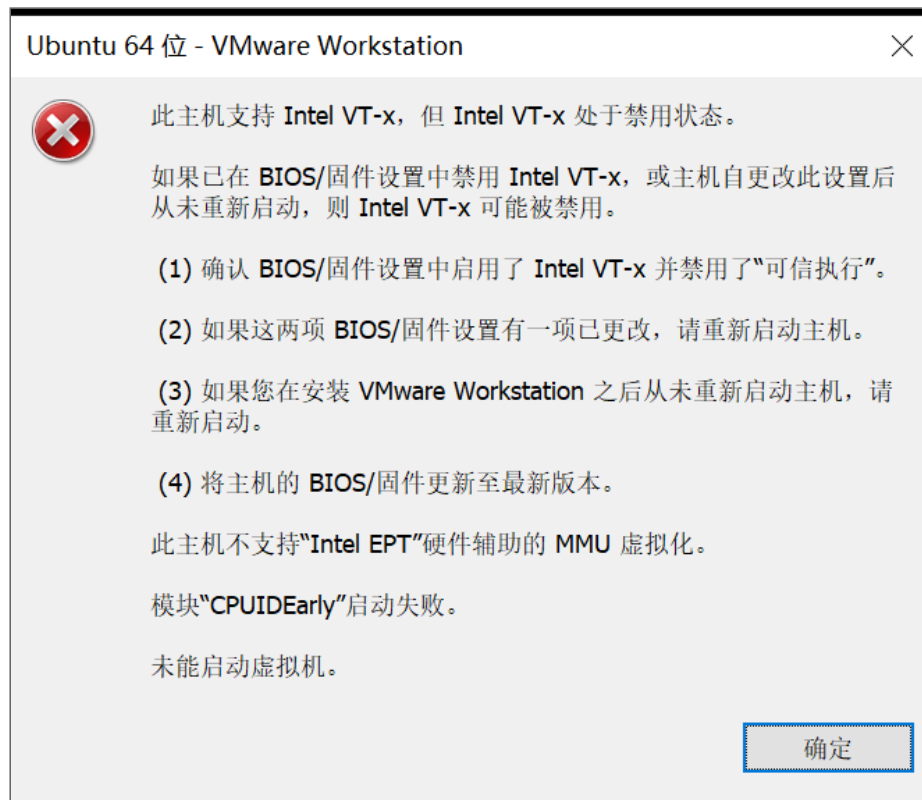 Ubuntu 64 位 - VMware Workstation
此主机支持 Intel VT-x，但 Intel VT-x 处于禁用状态。
如果已在 BIOS/固件设置中禁用 Intel VT-x，或主机自更改此设置后
从未重新启动，则 Intel VT-x 可能被禁用。
(1) 确认 BIOS/固件设置中启用了 Intel VT-x 并禁用了“可信执行”。
(2) 如果这两项 BIOS/固件设置有一项已更改，请重新启动主机。
(3) 如果您在安装 VMware Workstation 之后从未重新启动主机，请
重新启动。
(4) 将主机的 BIOS/固件更新至最新版本。
此主机不支持“Intel EPT”硬件辅助的 MMU 虚拟化。
模块“CPUIDEarly”启动失败。
未能启动虚拟机。
确定